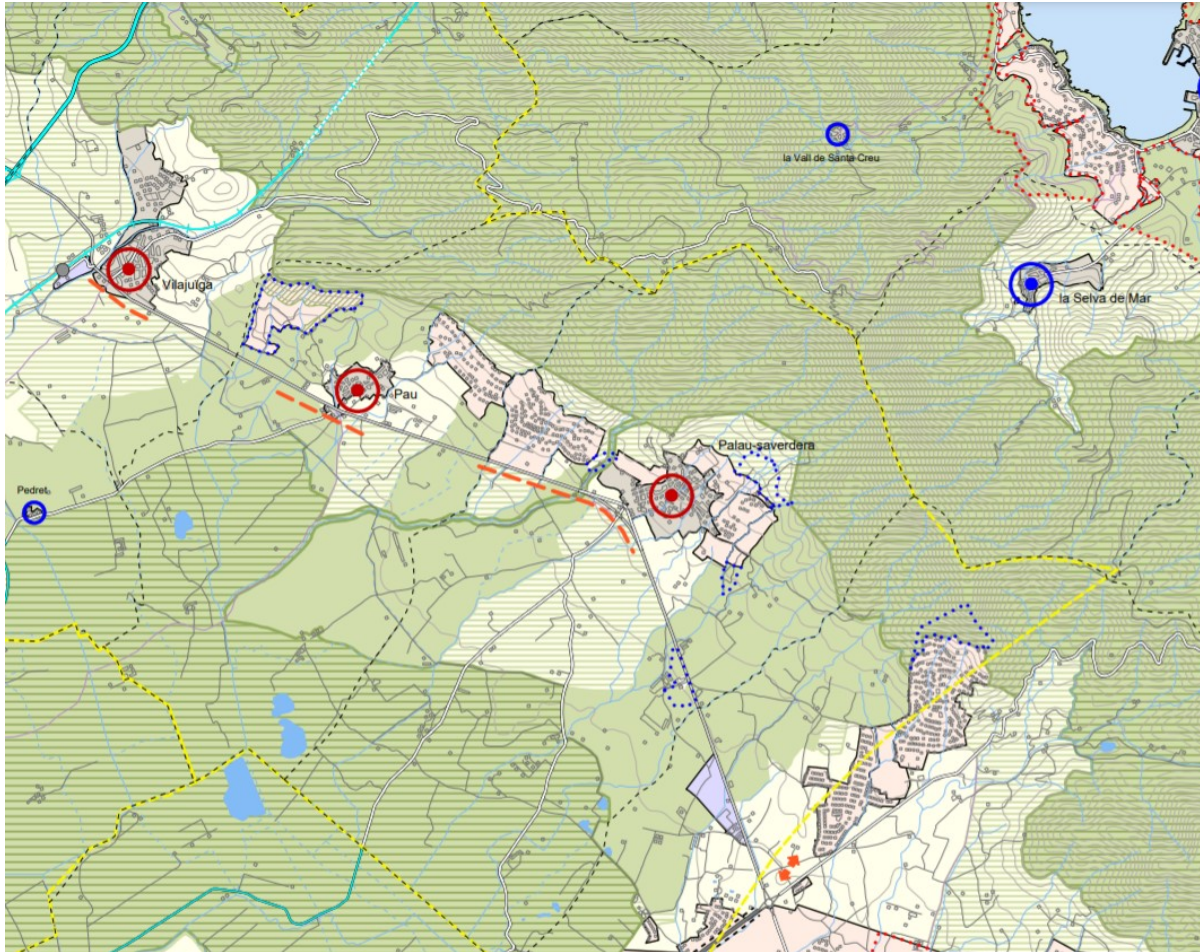 la Vall de Santa Creu
Vilajuïga
la Selva de Mar
Pau
Palau-saverdera
Pedret